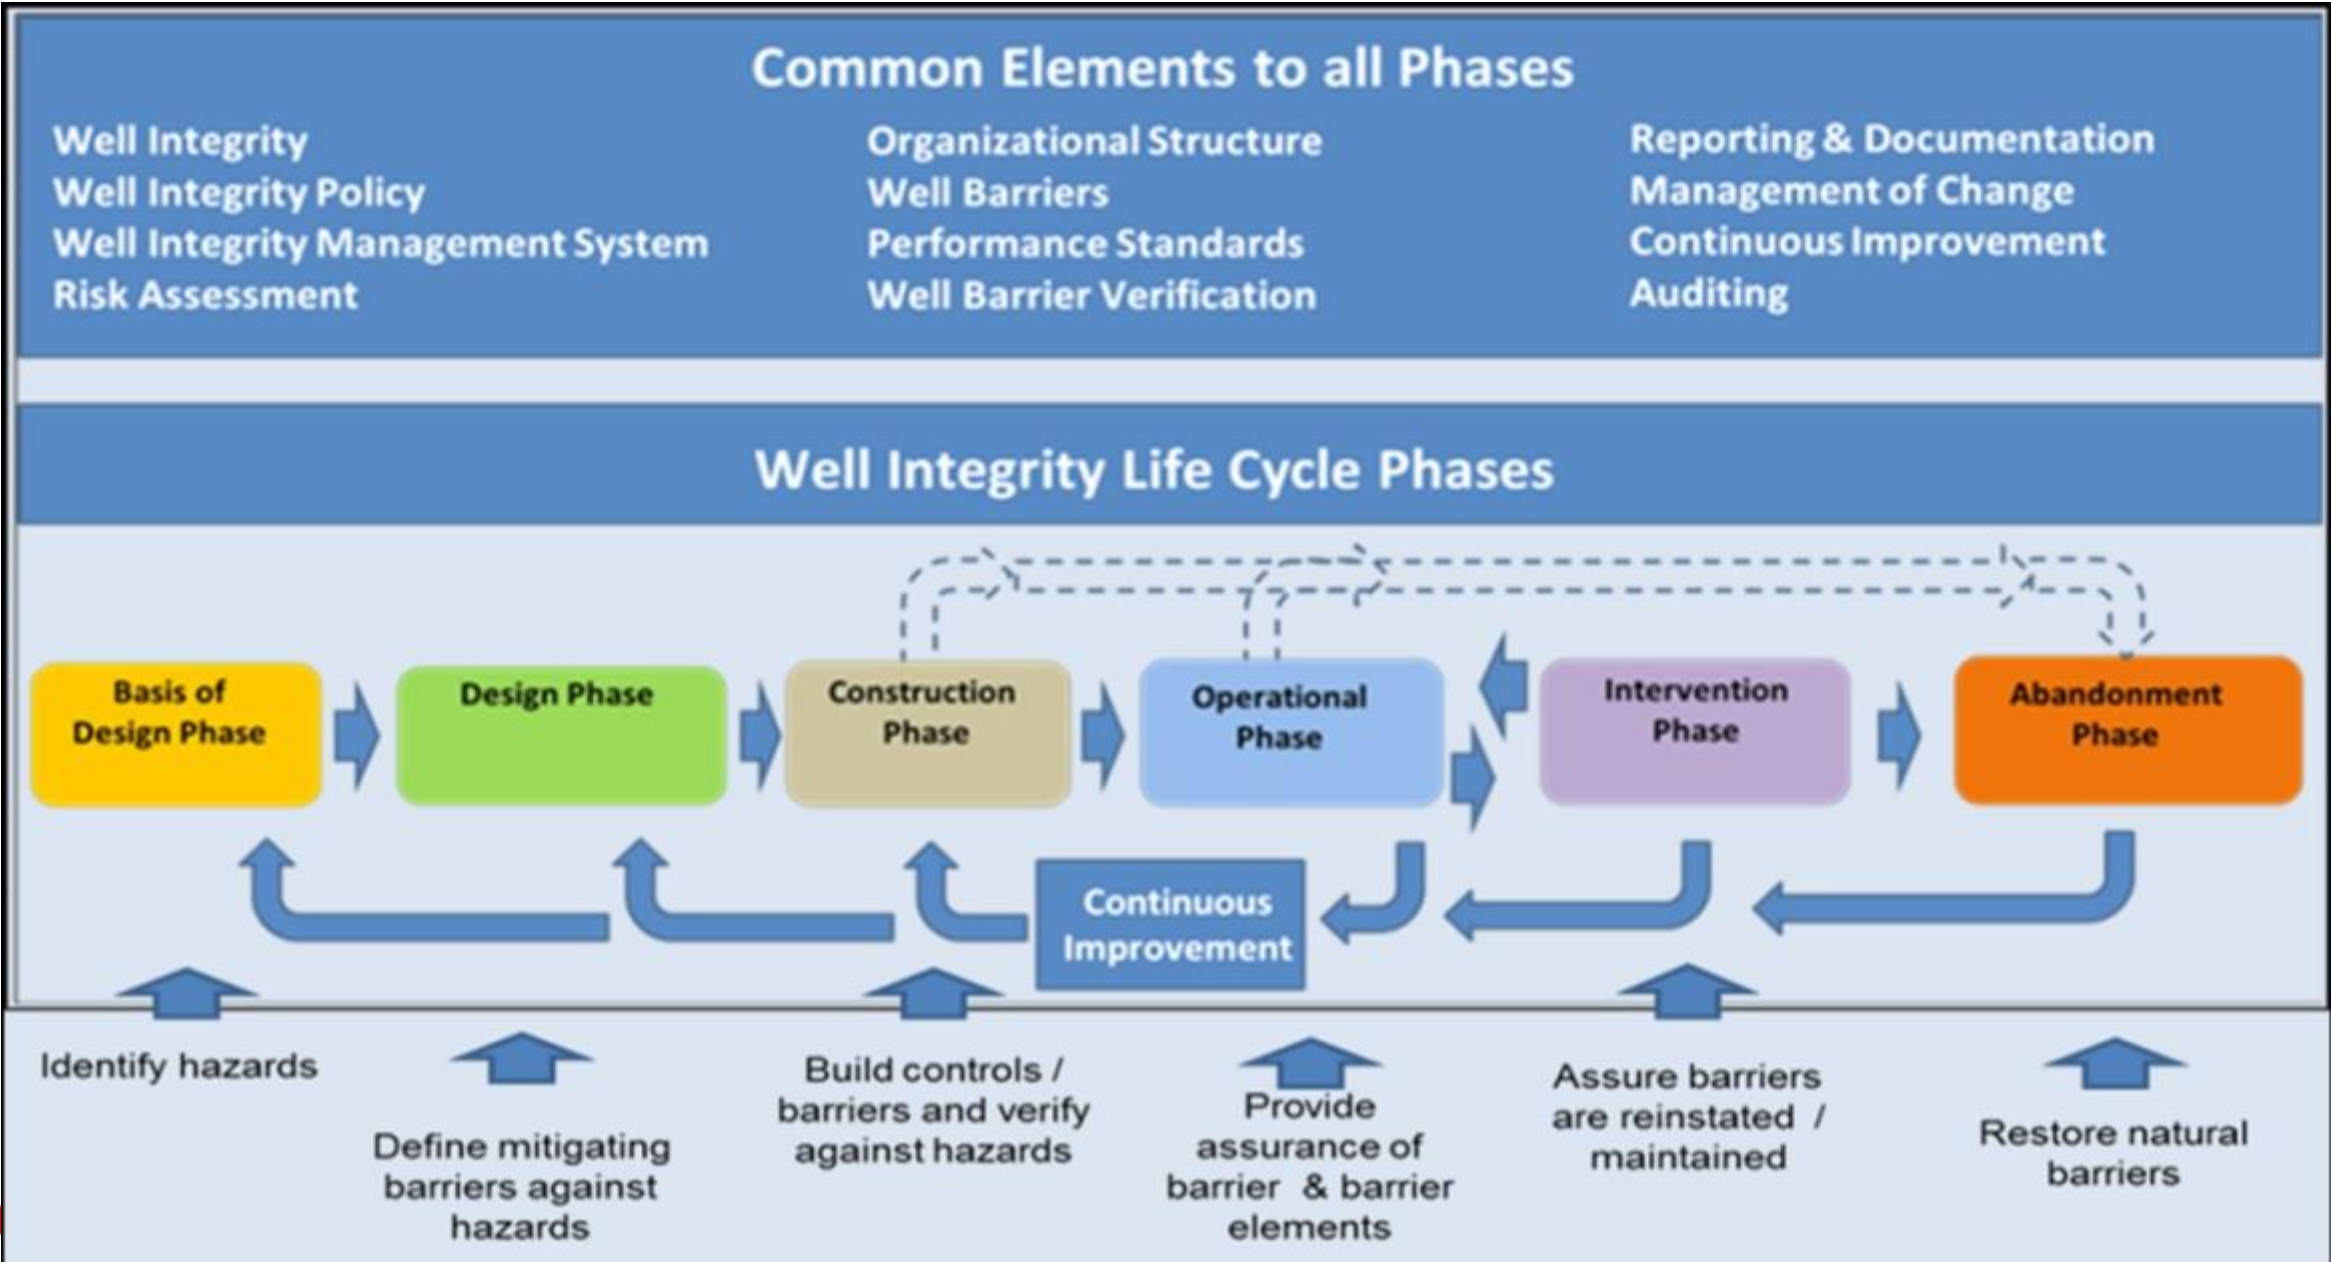 Common Elements to all Phases
Well Integrity
Well Integrity Policy
Well Integrity Management System
Risk Assessment
Organizational Structure
Well Barriers
Performance Standards
Well Barrier Verification
Reporting & Documentation
Management of Change
Continuous Improvement
Auditing
Well Integrity Life Cycle Phases
Basis of
Design Phase
Design Phase
Construction
Phase
Operational
Phase
Intervention
Phase
Abandonment
Phase
Continuous
Improvement
Identify hazards
Define mitigating
barriers against
hazards
Build controls /
barriers and verify
against hazards
Provide
assurance of
barrier & barrier
elements
Assure barriers
are reinstated /
maintained
Restore natural
barriers